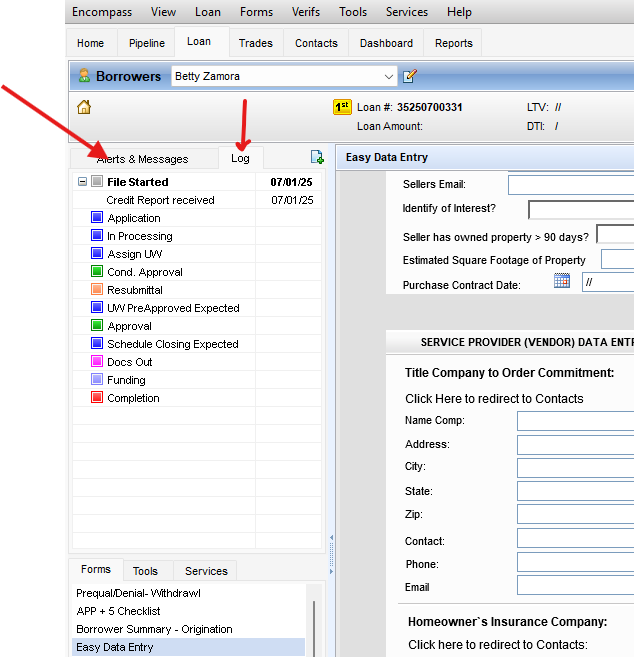 Encompass View Loan Forms Verifs Tools Services Help
Home Pipeline Loan Trades Contacts Dashboard Reports
Borrowers Betty Zamora
1st Loan #: 35250700331 LTV: //
Loan Amount: DTI: /
Alerts & Messages Log
File Started 07/01/25
Credit Report received 07/01/25
Application
In Processing
Assign UW
Cond. Approval
Resubmittal
UW PreApproved Expected
Approval
Schedule Closing Expected
Docs Out
Funding
Completion
Forms Tools Services
Prequal/Denial- Withdrawl
APP + 5 Checklist
Borrower Summary - Origination
Easy Data Entry
Easy Data Entry
Sellers Email:
Identify of Interest?
Seller has owned property > 90 days?
Estimated Square Footage of Property
Purchase Contract Date: //
SERVICE PROVIDER (VENDOR) DATA ENTR
Title Company to Order Commitment:
Click Here to redirect to Contacts
Name Comp:
Address:
City:
State:
Zip:
Contact:
Phone:
Email
Homeowner`s Insurance Company:
Click here to redirect to Contacts: